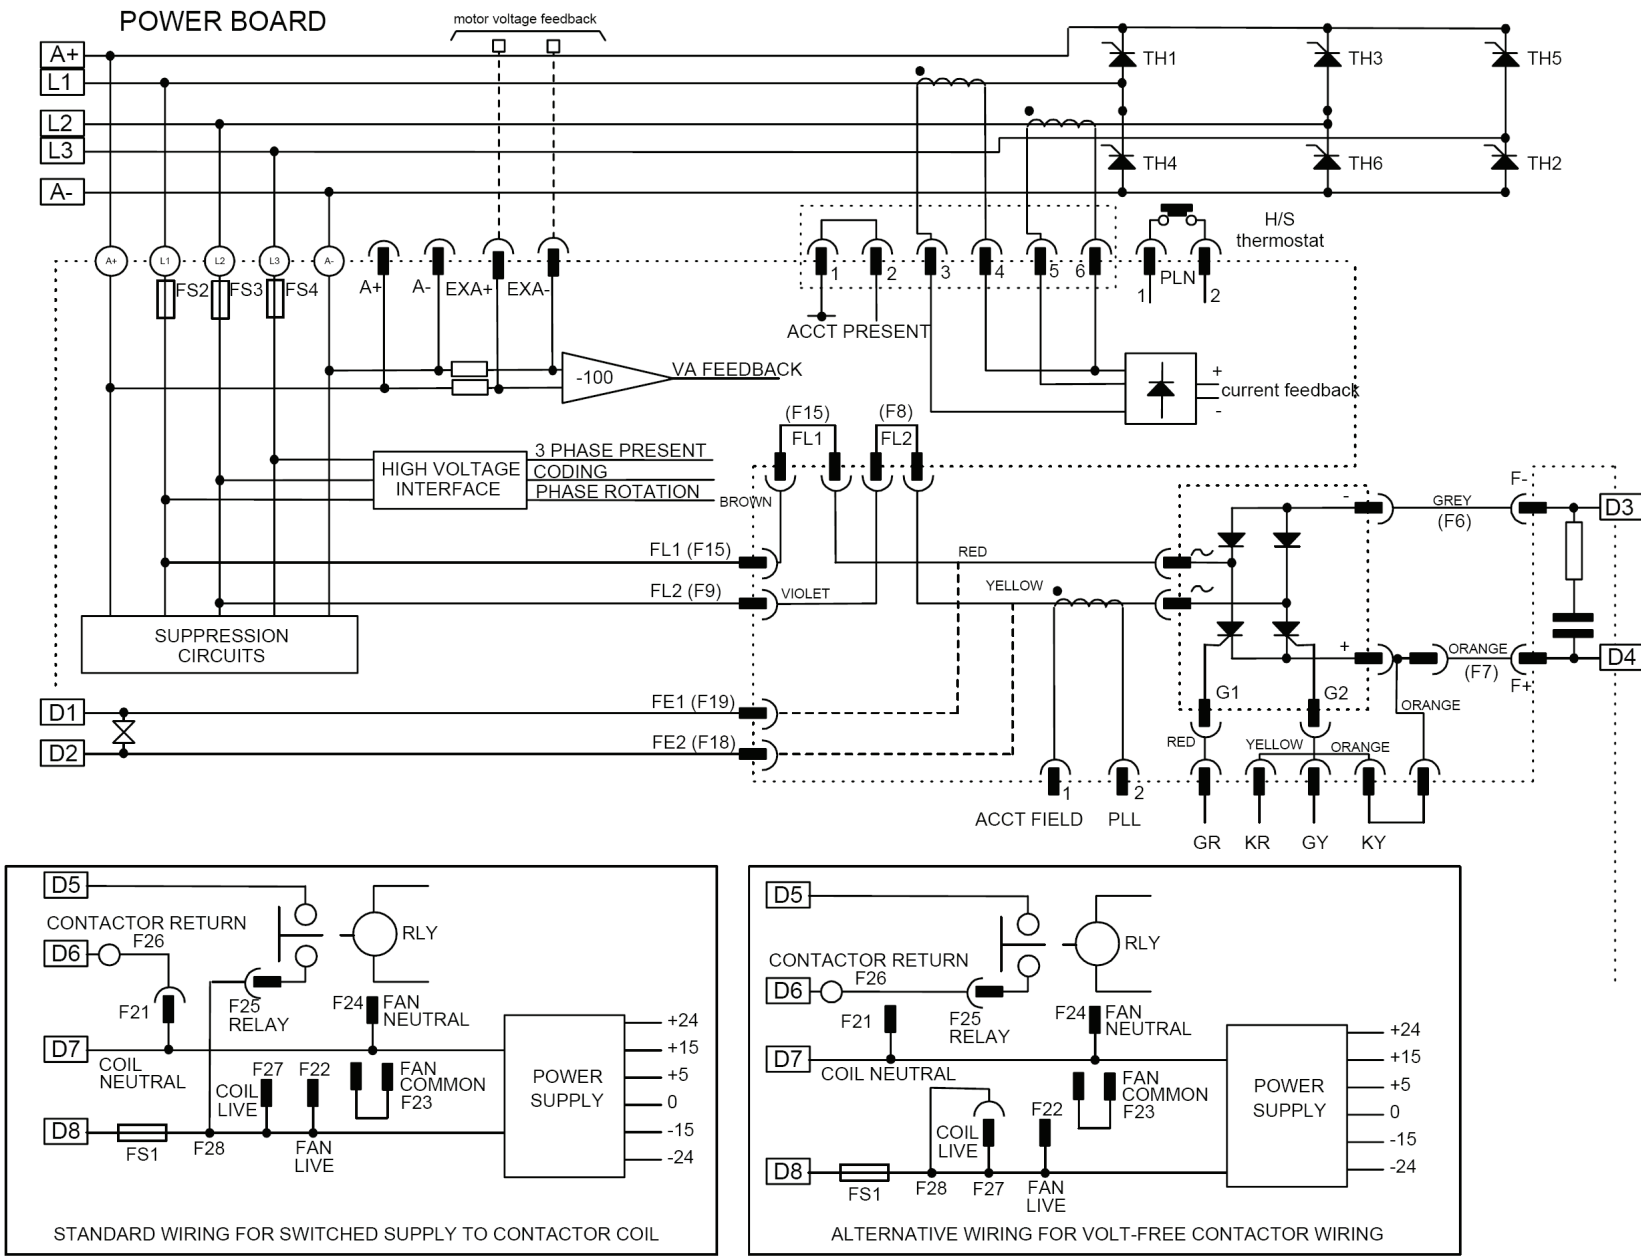 POWER BOARD
motor voltage feedback
A+
L1
L2
L3
A-
TH1
TH3
TH5
TH4
TH6
TH2
H/S
thermostat
A+
L1
L2
L3
A-
FS2
FS3
FS4
A+
A-
EXA+
EXA-
1
2
3
4
5
6
PLN
1
2
ACCT PRESENT
-100
VA FEEDBACK
+
current feedback
-
(F15)
FL1
(F8)
FL2
HIGH VOLTAGE
INTERFACE
3 PHASE PRESENT
CODING
PHASE ROTATION
BROWN
FL1 (F15)
RED
FL2 (F9)
VIOLET
YELLOW
-
GREY
(F6)
F-
D3
+
ORANGE
(F7)
F+
D4
SUPPRESSION
CIRCUITS
G1
G2
ORANGE
D1
FE1 (F19)
D2
FE2 (F18)
RED
YELLOW
ORANGE
1
2
ACCT FIELD
PLL
GR
KR
GY
KY
D5
CONTACTOR RETURN
F26
D6
RLY
F21
F25
RELAY
F24
FAN
NEUTRAL
D7
COIL
NEUTRAL
F27
F22
COIL
LIVE
FAN
COMMON
F23
POWER
SUPPLY
+24
+15
+5
0
-15
-24
D8
FS1
F28
FAN
LIVE
STANDARD WIRING FOR SWITCHED SUPPLY TO CONTACTOR COIL
D5
CONTACTOR RETURN
F26
D6
RLY
F21
F25
RELAY
F24
FAN
NEUTRAL
D7
COIL NEUTRAL
FAN
COMMON
F23
F22
COIL
LIVE
POWER
SUPPLY
+24
+15
+5
0
-15
-24
D8
FS1
F28
F27
FAN
LIVE
ALTERNATIVE WIRING FOR VOLT-FREE CONTACTOR WIRING